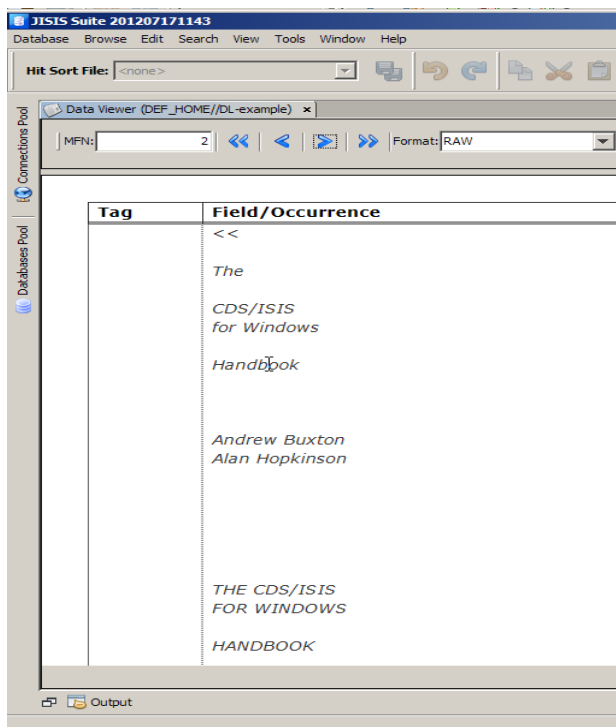 JISIS Suite 201207171143
Database Browse Edit Search View Tools Window Help
Hit Sort File: <none>
Connections Pool
Databases Pool
Data Viewer (DEF_HOME//DL-example) x
MFN: 2 Format: RAW
Tag Field/Occurrence
<<
The
CDS/ISIS
for Windows
Handbook
Andrew Buxton
Alan Hopkinson
THE CDS/ISIS
FOR WINDOWS
HANDBOOK
Output